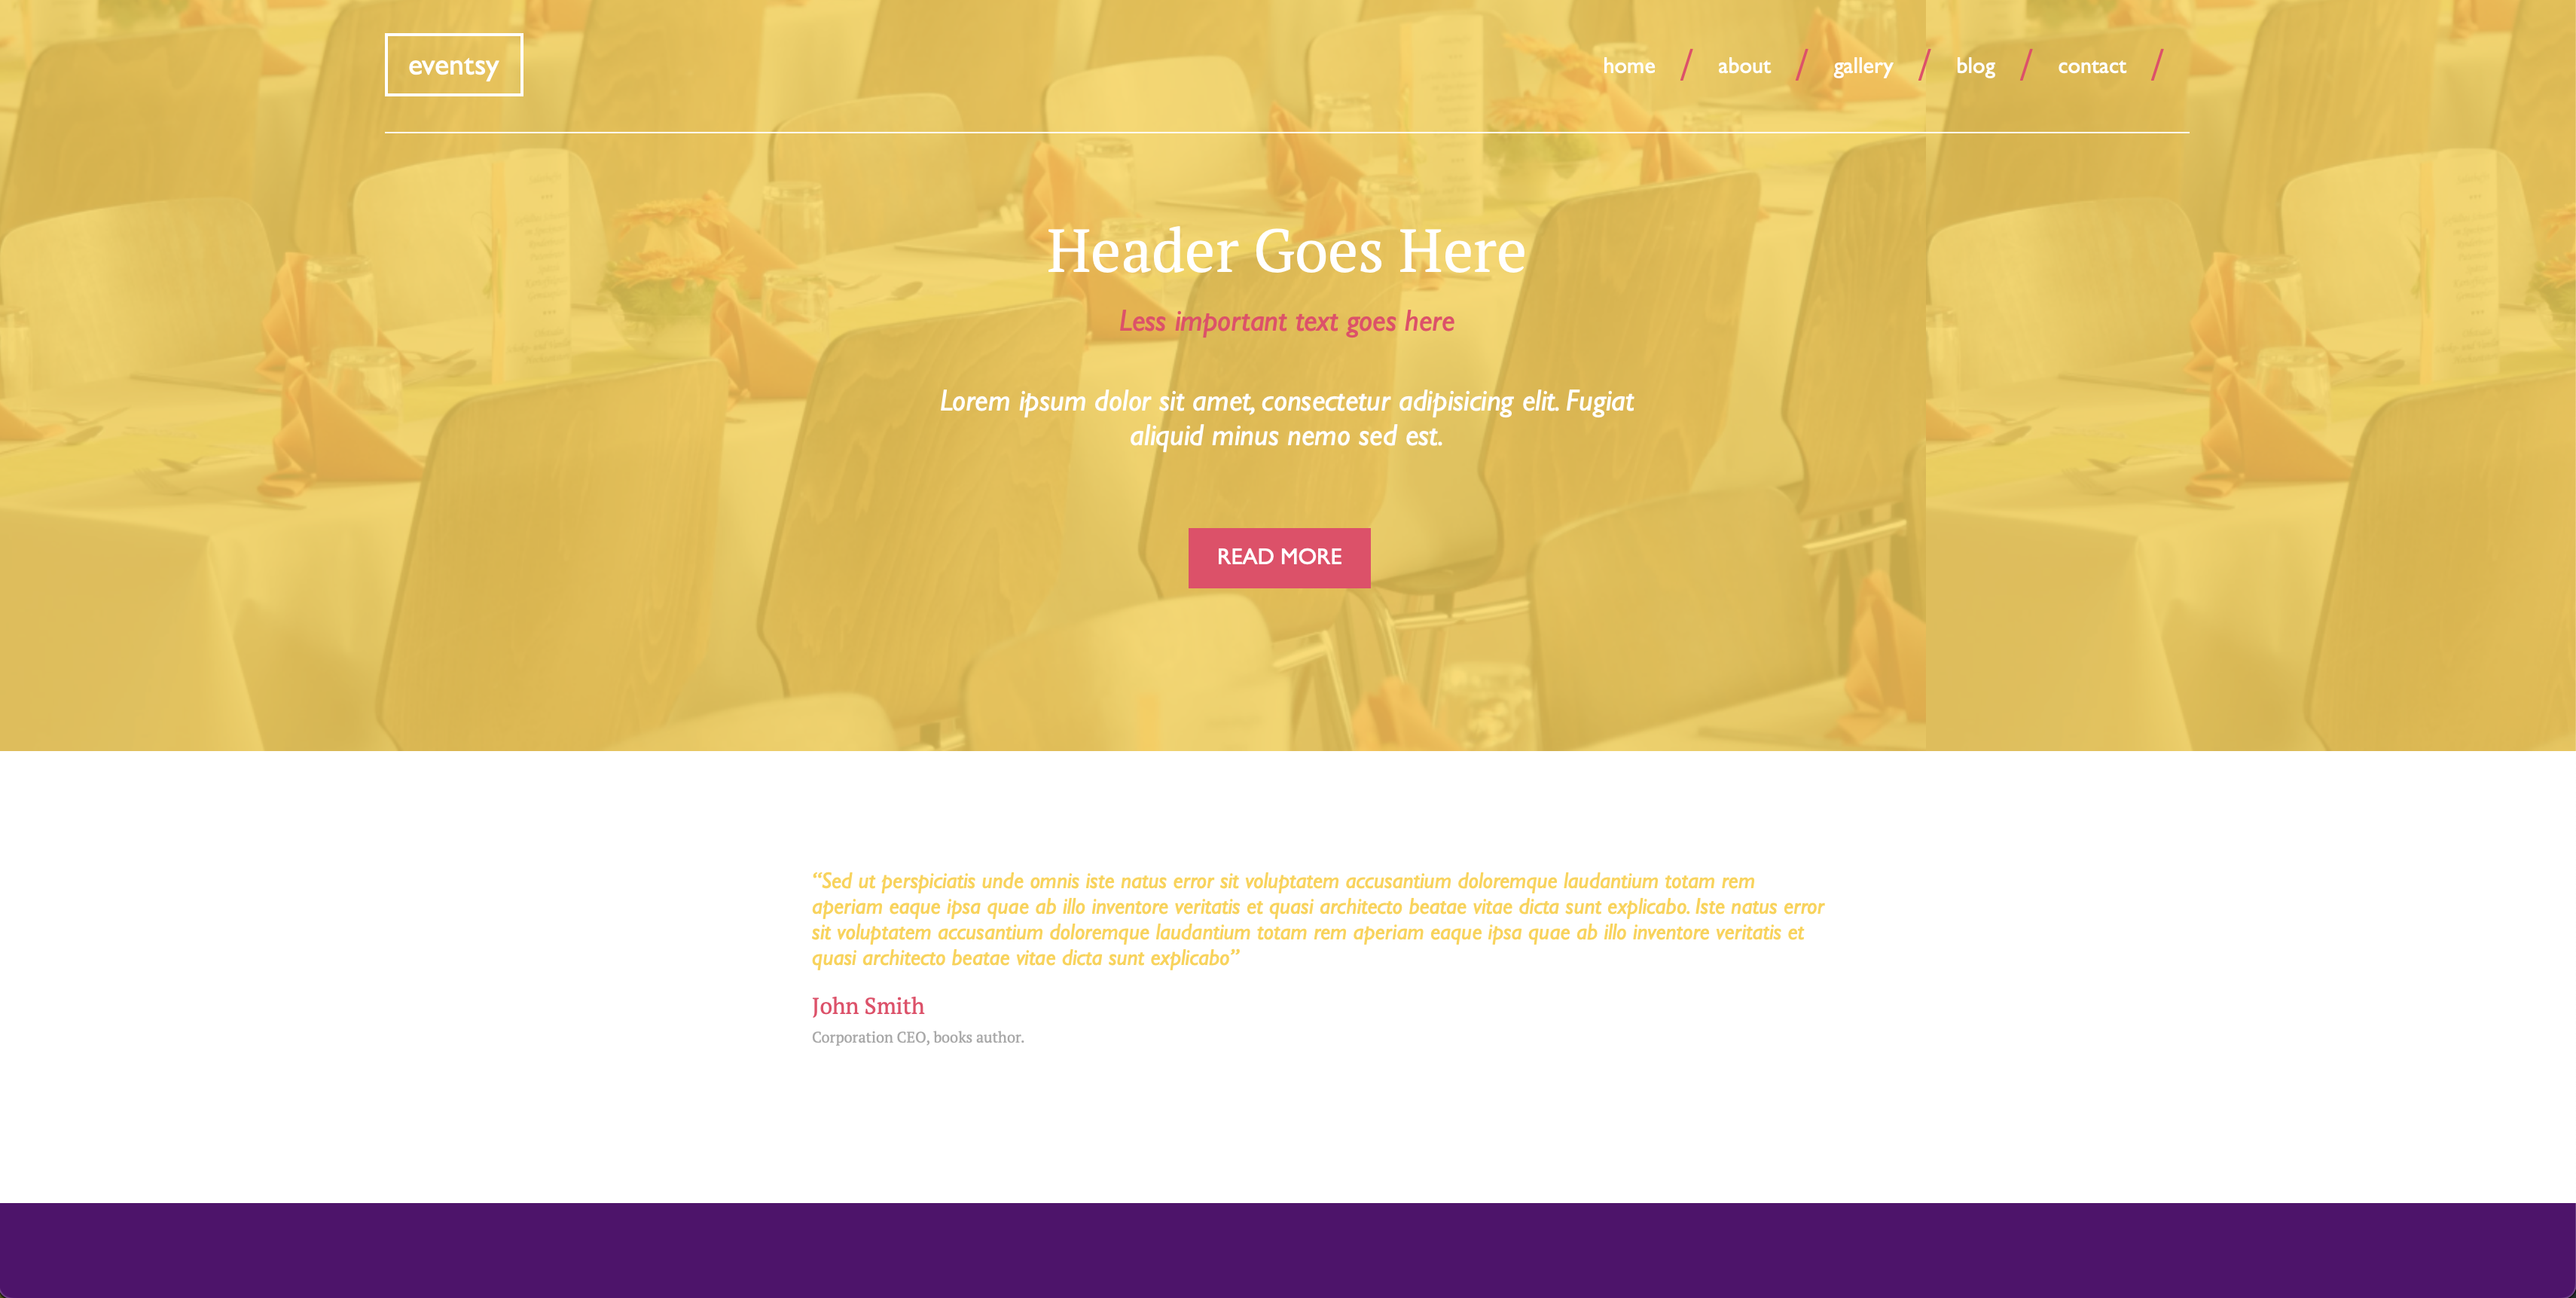 eventsy
home / about / gallery / blog / contact /
Header Goes Here
Less important text goes here
Lorem ipsum dolor sit amet, consectetur adipisicing elit. Fugiat
aliquid minus nemo sed est.
READ MORE
“Sed ut perspiciatis unde omnis iste natus error sit voluptatem accusantium doloremque laudantium totam rem
aperiam eaque ipsa quae ab illo inventore veritatis et quasi architecto beatae vitae dicta sunt explicabo. Iste natus error
sit voluptatem accusantium doloremque laudantium totam rem aperiam eaque ipsa quae ab illo inventore veritatis et
quasi architecto beatae vitae dicta sunt explicabo”
John Smith
Corporation CEO, books author.